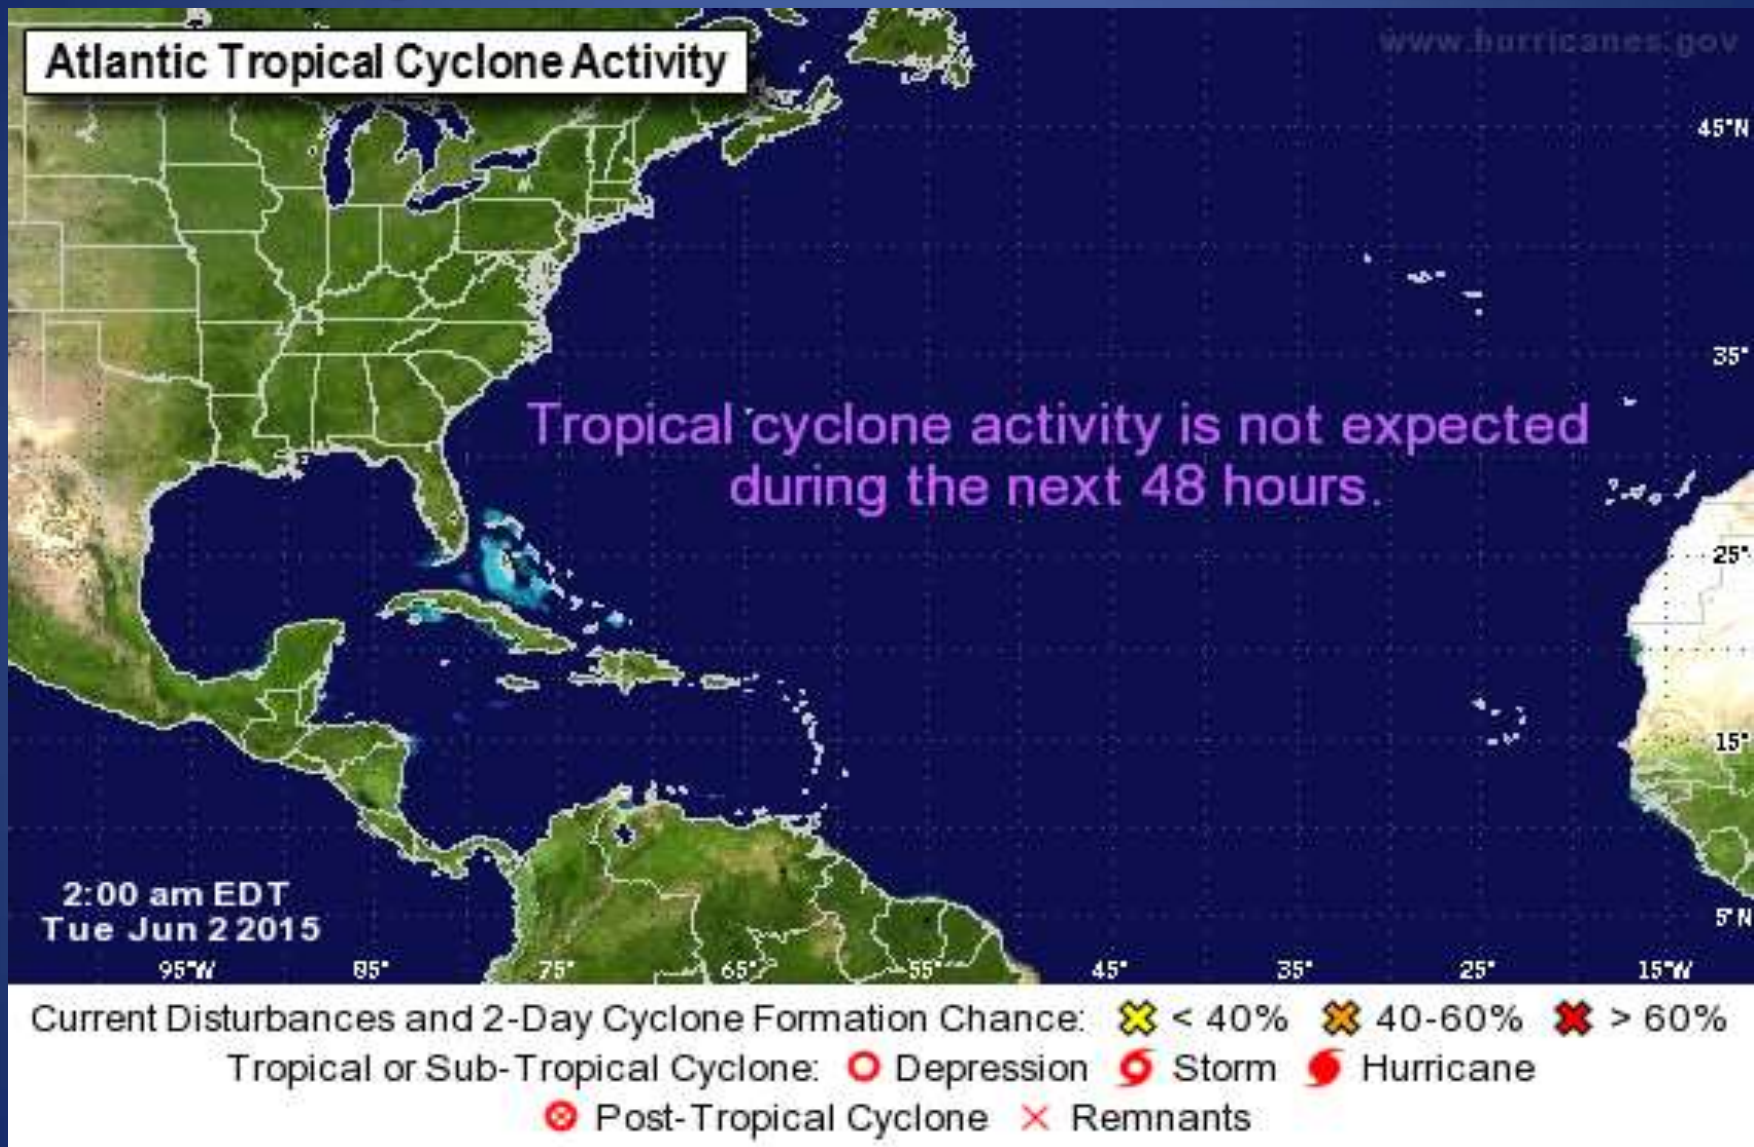 Atlantic Tropical Cyclone Activity
www.hurricanes.gov
45°N
35°
Tropical cyclone activity is not expected
during the next 48 hours.
25°
15°
2:00 am EDT
Tue Jun 2 2015
5°N
95°W 85° 75° 65° 55° 45° 35° 25° 15°W
Current Disturbances and 2-Day Cyclone Formation Chance: < 40% 40-60% > 60%
Tropical or Sub-Tropical Cyclone: Depression Storm Hurricane
Post-Tropical Cyclone Remnants